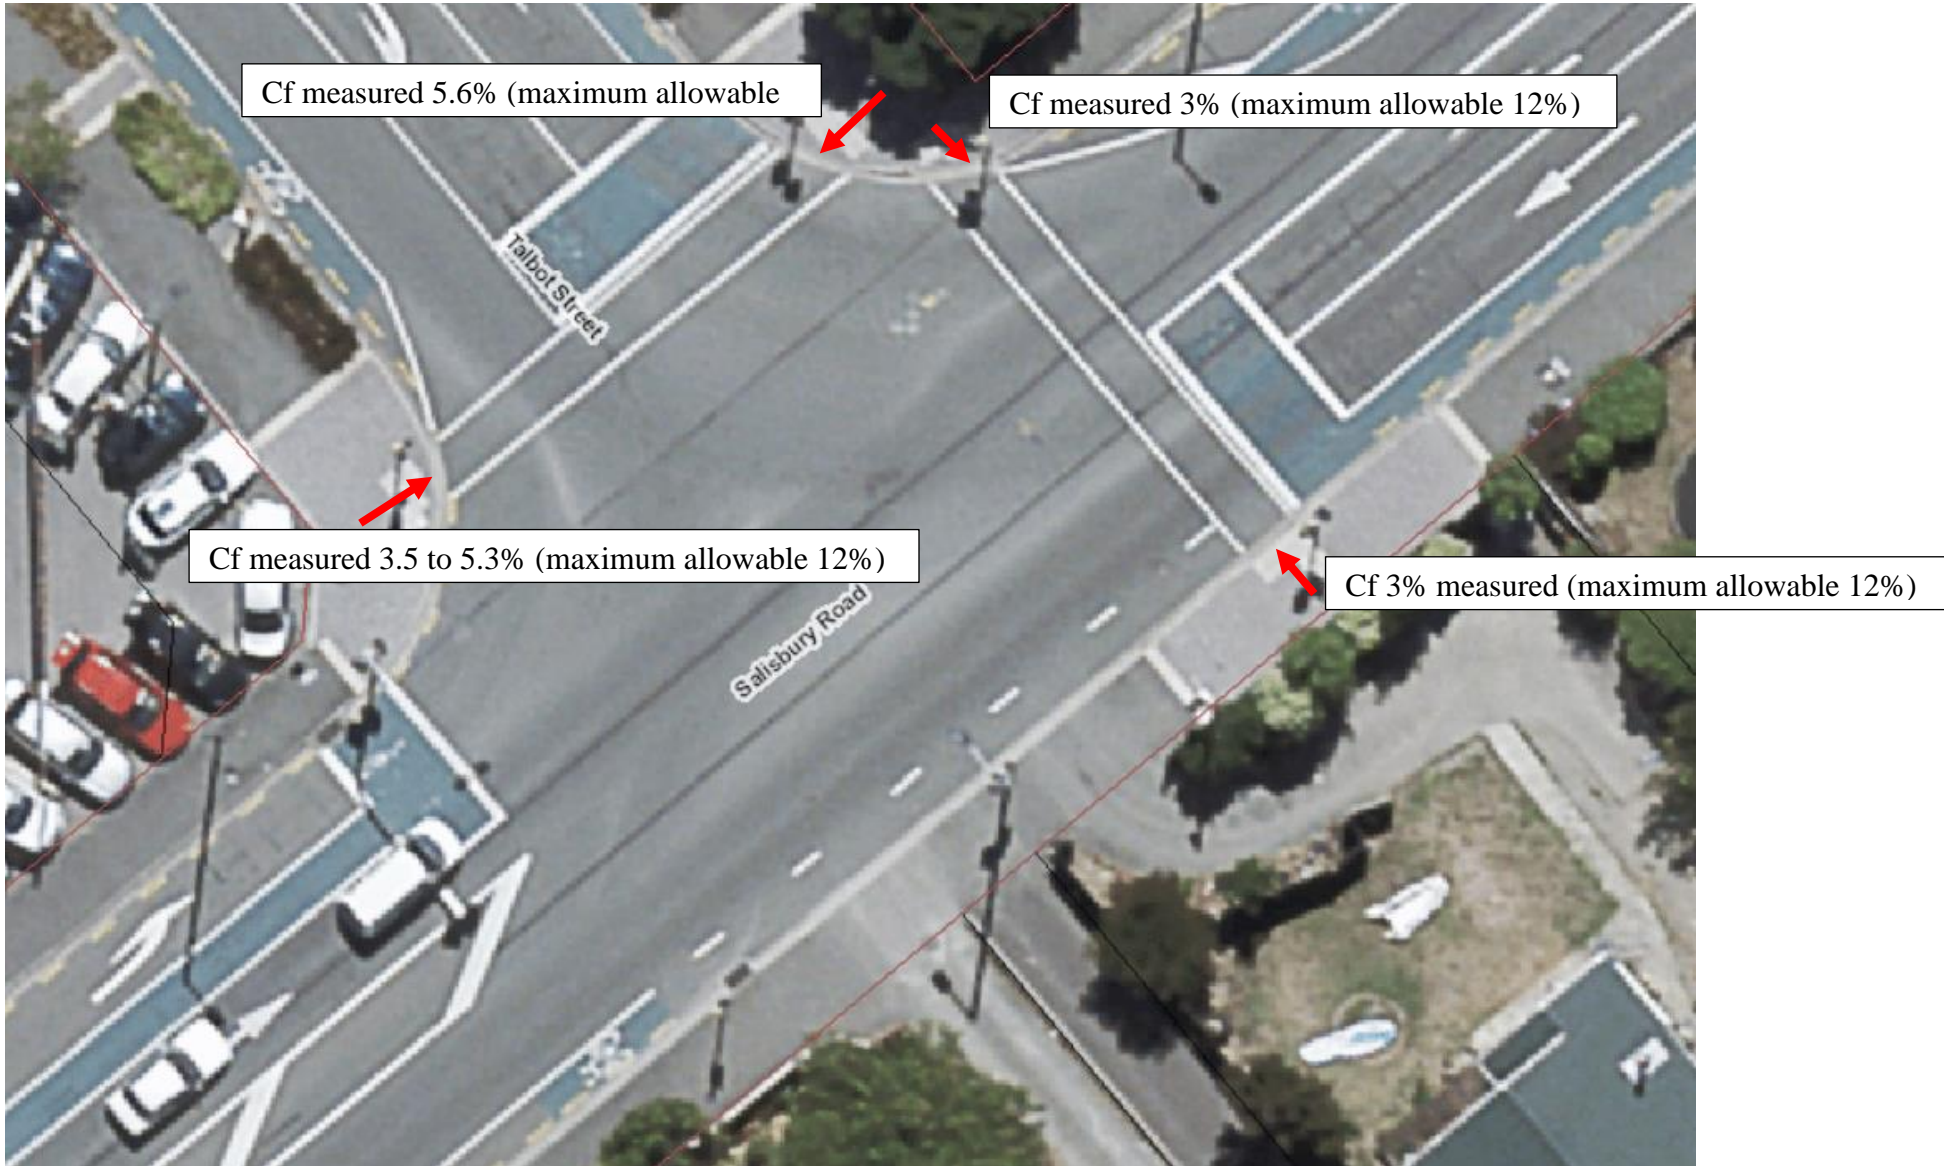 Cf measured 5.6% (maximum allowable
Cf measured 3% (maximum allowable 12%)
Talbot Street
Cf measured 3.5 to 5.3% (maximum allowable 12%)
Cf 3% measured (maximum allowable 12%)
Salisbury Road